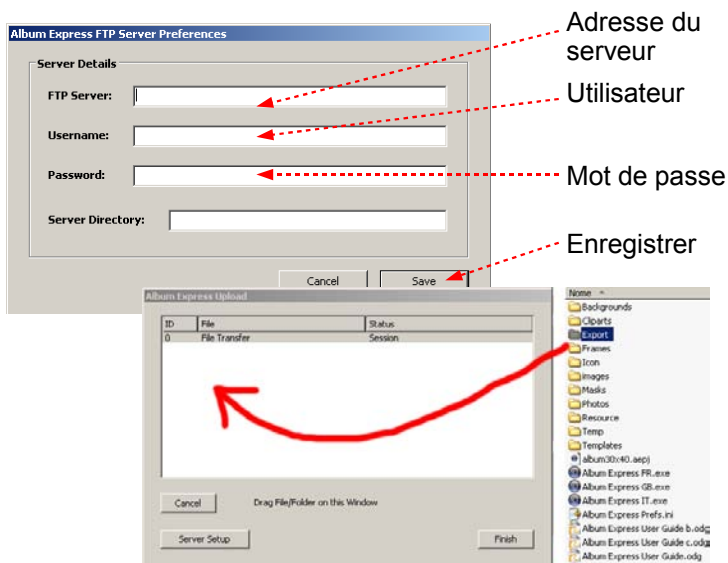 Album Express FTP Server Preferences
Server Details
FTP Server:
Username:
Password:
Server Directory:
Cancel
Save
Adresse du
serveur
Utilisateur
Mot de passe
Enregistrer
Album Express Upload
ID File Status
0 File Transfer Session
Cancel
Drag File/Folder on this Window
Server Setup
Finish
Nome
Backgrounds
Cliparts
Export
Frames
Icon
images
Masks
Photos
Resource
Temp
Templates
album30x40.aepj
Album Express FR.exe
Album Express GB.exe
Album Express IT.exe
Album Express Prefs.ini
Album Express User Guide b.odg
Album Express User Guide c.odg
Album Express User Guide.odg